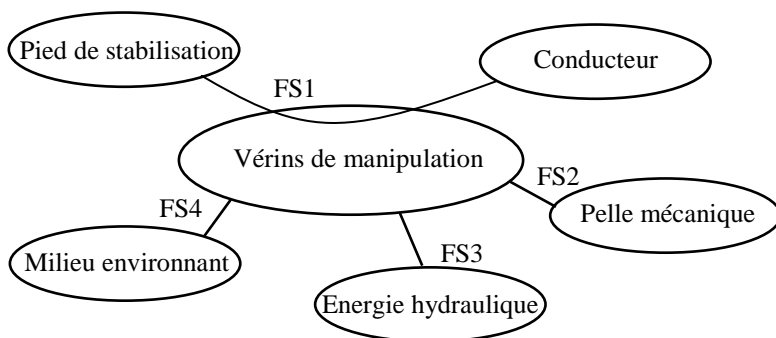 Pied de stabilisation
Conducteur
FS1
Vérins de manipulation
FS2
Pelle mécanique
FS4
Milieu environnant
FS3
Energie hydraulique